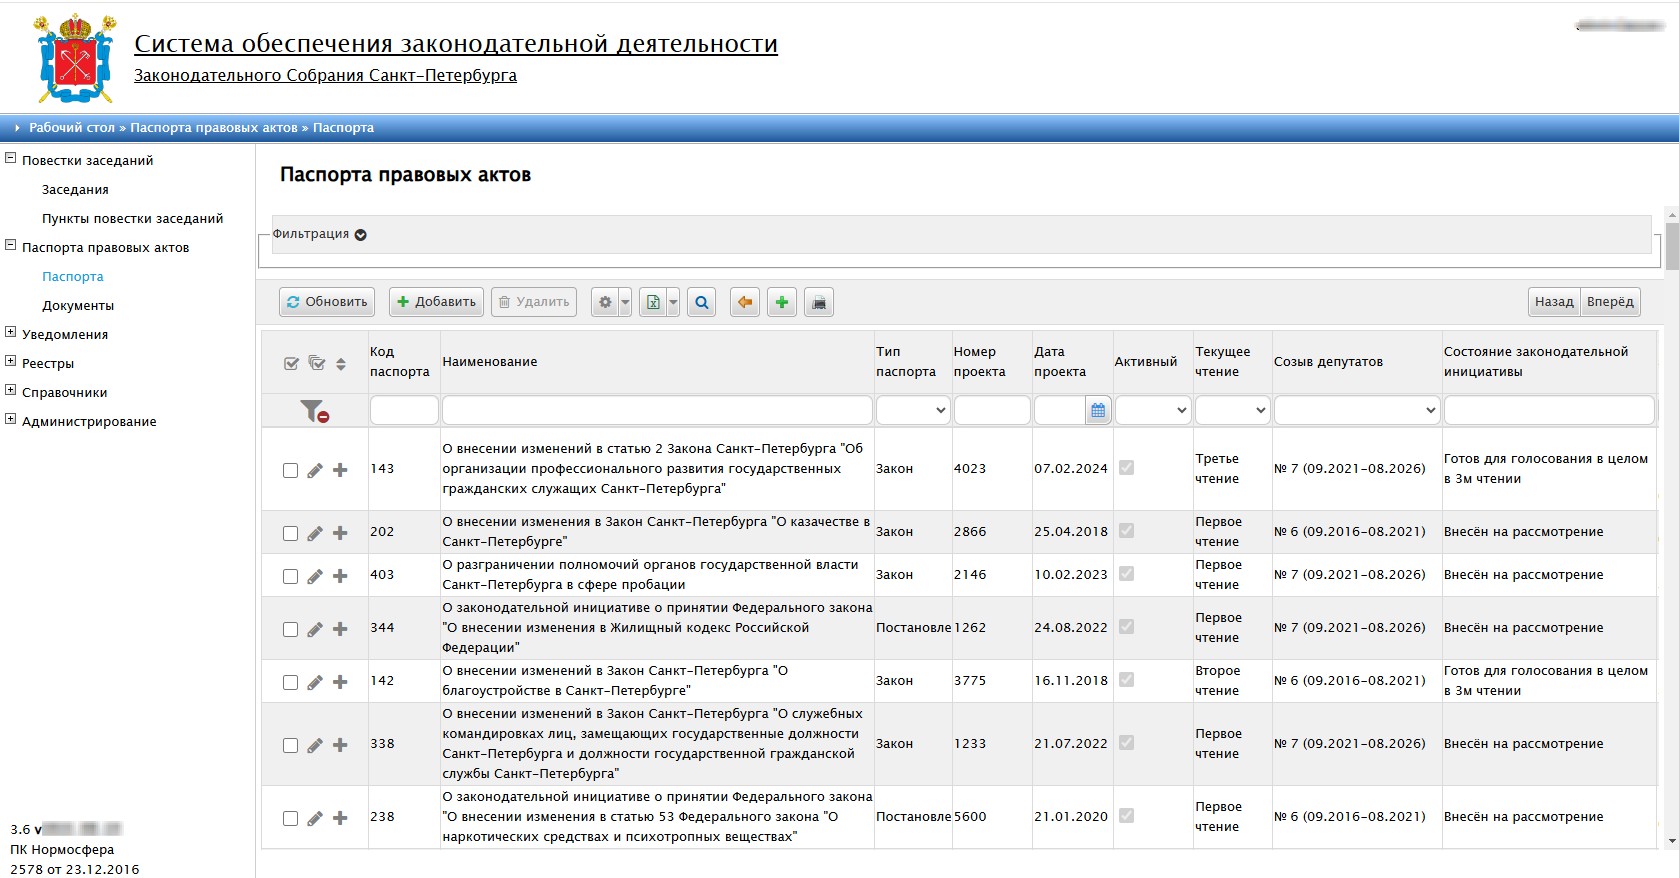 Система обеспечения законодательной деятельности
Законодательного Собрания Санкт-Петербурга
Рабочий стол » Паспорта правовых актов » Паспорта
Повестки заседаний
Заседания
Пункты повестки заседаний
Паспорта правовых актов
Паспорта
Документы
Уведомления
Реестры
Справочники
Администрирование
3.6 v
ПК Нормосфера
2578 от 23.12.2016
Паспорта правовых актов
Фильтрация
Обновить Добавить Удалить Назад Вперёд
Код паспорта Наименование Тип паспорта Номер проекта Дата проекта Активный Текущее чтение Созыв депутатов Состояние законодательной инициативы
143
О внесении изменений в статью 2 Закона Санкт-Петербурга "Об
организации профессионального развития государственных
гражданских служащих Санкт-Петербурга"
Закон 4023 07.02.2024
Третье
чтение
№ 7 (09.2021-08.2026)
Готов для голосования в целом
в 3м чтении
202
О внесении изменения в Закон Санкт-Петербурга "О казачестве в
Санкт-Петербурге"
Закон 2866 25.04.2018
Первое
чтение
№ 6 (09.2016-08.2021) Внесён на рассмотрение
403
О разграничении полномочий органов государственной власти
Санкт-Петербурга в сфере пробации
Закон 2146 10.02.2023
Первое
чтение
№ 7 (09.2021-08.2026) Внесён на рассмотрение
344
О законодательной инициативе о принятии Федерального закона
"О внесении изменения в Жилищный кодекс Российской
Федерации"
Постановле 1262 24.08.2022
Первое
чтение
№ 7 (09.2021-08.2026) Внесён на рассмотрение
142
О внесении изменений в Закон Санкт-Петербурга "О
благоустройстве в Санкт-Петербурге"
Закон 3775 16.11.2018
Второе
чтение
№ 6 (09.2016-08.2021)
Готов для голосования в целом
в 3м чтении
338
О внесении изменений в Закон Санкт-Петербурга "О служебных
командировках лиц, замещающих государственные должности
Санкт-Петербурга и должности государственной гражданской
службы Санкт-Петербурга"
Закон 1233 21.07.2022
Первое
чтение
№ 7 (09.2021-08.2026) Внесён на рассмотрение
238
О законодательной инициативе о принятии Федерального закона
"О внесении изменения в статью 53 Федерального закона "О
наркотических средствах и психотропных веществах"
Постановле 5600 21.01.2020
Первое
чтение
№ 6 (09.2016-08.2021) Внесён на рассмотрение